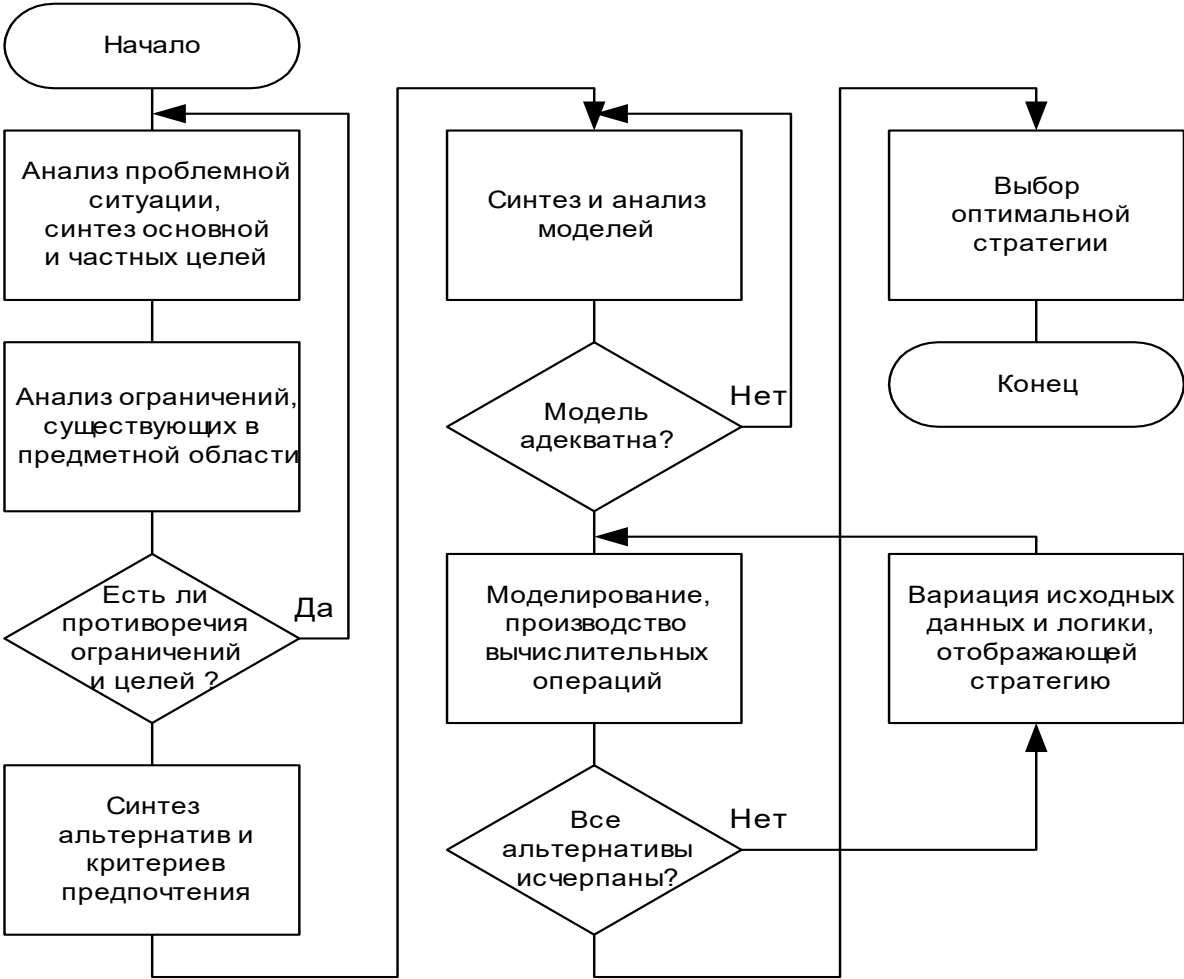 Начало
Анализ проблемной
ситуации,
синтез основной
и частных целей
Анализ ограничений,
существующих в
предметной области
Есть ли
противоречия
ограничений
и целей ?
Да
Синтез
альтернатив и
критериев
предпочтения
Синтез и анализ
моделей
Модель
адекватна?
Нет
Моделирование,
производство
вычислительных
операций
Все
альтернативы
исчерпаны?
Нет
Вариация исходных
данных и логики,
отображающей
стратегию
Выбор
оптимальной
стратегии
Конец